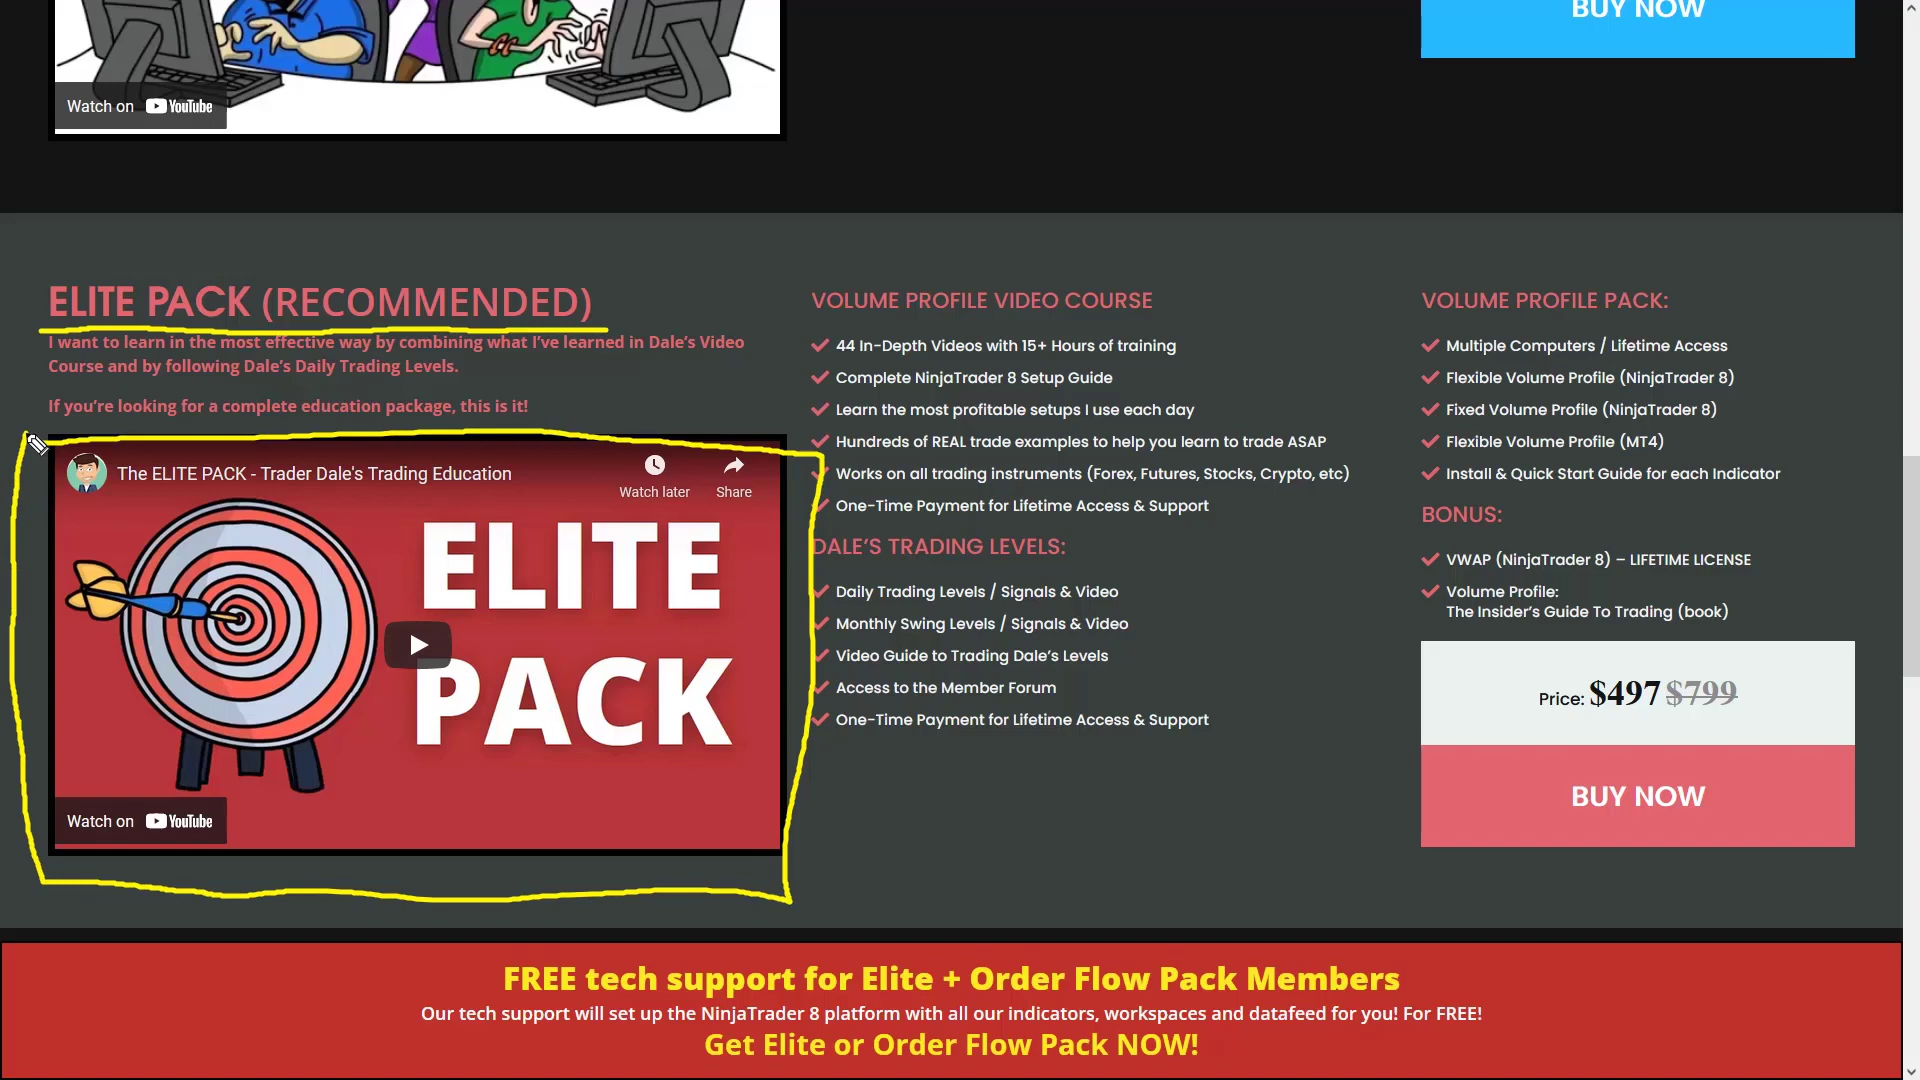 BUY NOW
Watch on YouTube
ELITE PACK (RECOMMENDED)
I want to learn in the most effective way by combining what I've learned in Dale's Video
Course and by following Dale's Daily Trading Levels.
If you're looking for a complete education package, this is it!
The ELITE PACK - Trader Dale's Trading Education
Watch later
Share
ELITE
PACK
Watch on YouTube
VOLUME PROFILE VIDEO COURSE
44 In-Depth Videos with 15+ Hours of training
Complete NinjaTrader 8 Setup Guide
Learn the most profitable setups I use each day
Hundreds of REAL trade examples to help you learn to trade ASAP
Works on all trading instruments (Forex, Futures, Stocks, Crypto, etc)
One-Time Payment for Lifetime Access & Support
DALE'S TRADING LEVELS:
Daily Trading Levels / Signals & Video
Monthly Swing Levels / Signals & Video
Video Guide to Trading Dale's Levels
Access to the Member Forum
One-Time Payment for Lifetime Access & Support
VOLUME PROFILE PACK:
Multiple Computers / Lifetime Access
Flexible Volume Profile (NinjaTrader 8)
Fixed Volume Profile (NinjaTrader 8)
Flexible Volume Profile (MT4)
Install & Quick Start Guide for each Indicator
BONUS:
VWAP (NinjaTrader 8) – LIFETIME LICENSE
Volume Profile:
The Insider's Guide To Trading (book)
Price: $497 $799
BUY NOW
FREE tech support for Elite + Order Flow Pack Members
Our tech support will set up the NinjaTrader 8 platform with all our indicators, workspaces and datafeed for you! For FREE!
Get Elite or Order Flow Pack NOW!